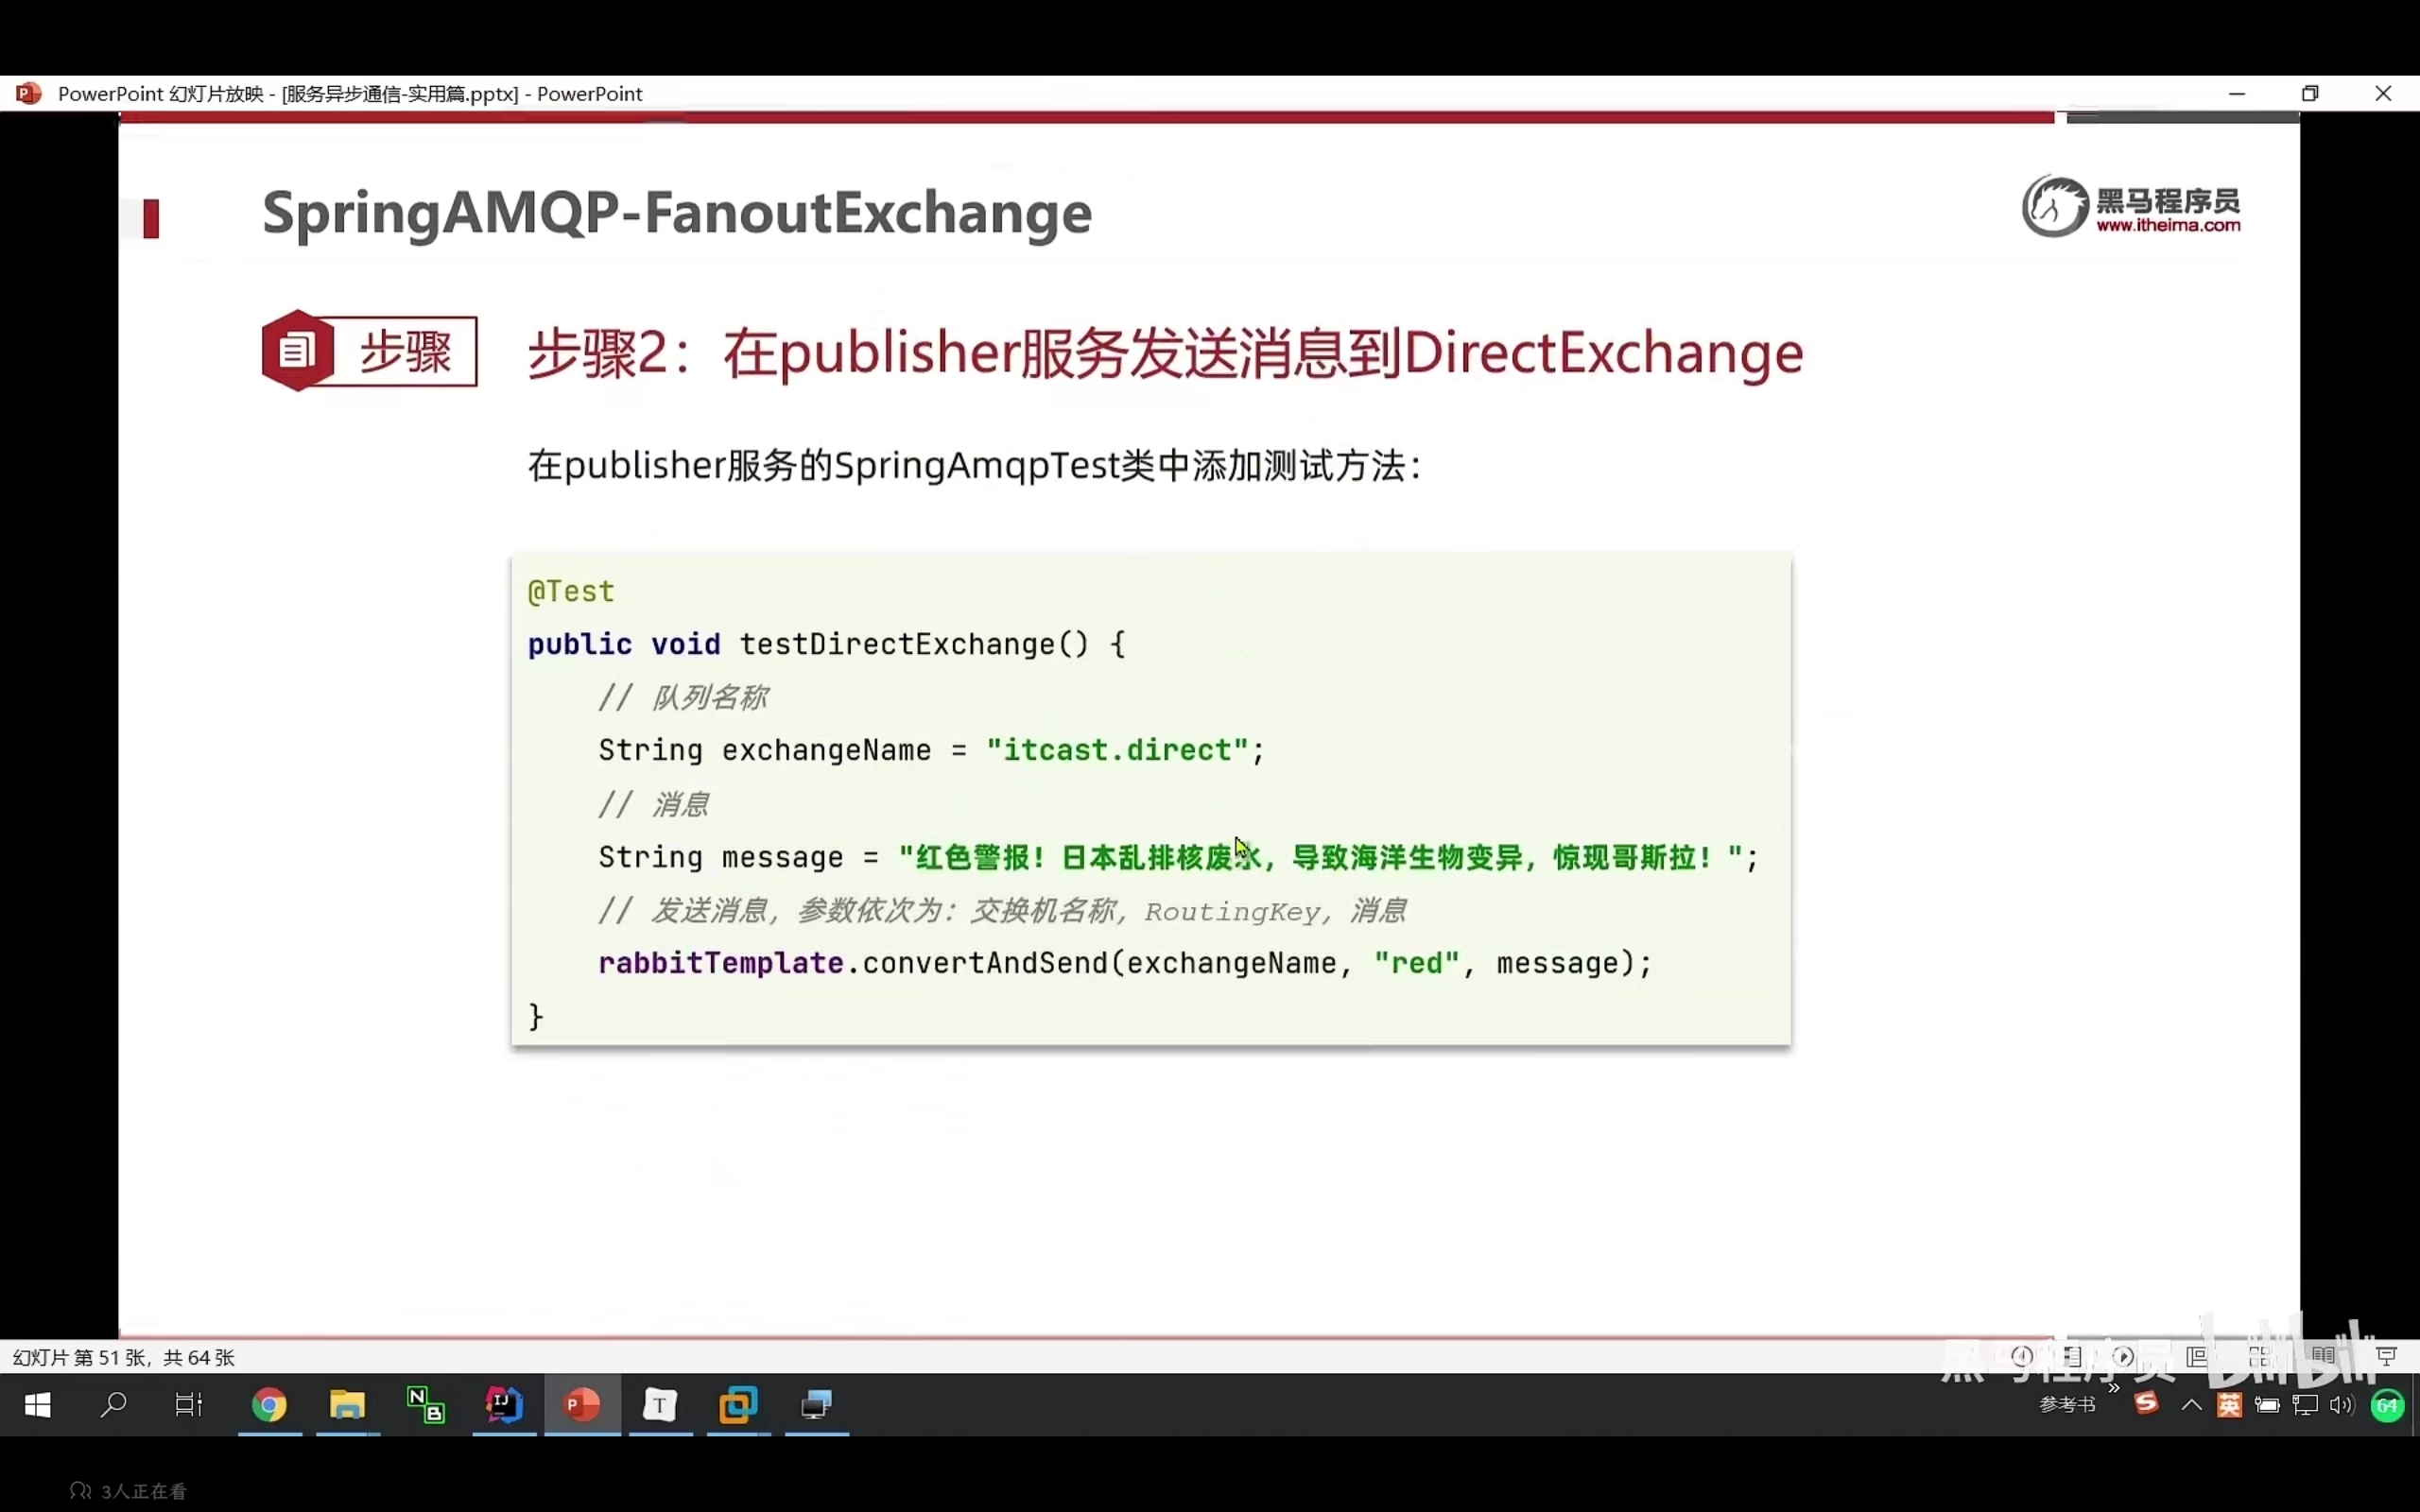 PowerPoint 幻灯片放映 - [服务异步通信-实用篇.pptx] - PowerPoint
SpringAMQP-FanoutExchange
黑马程序员
www.itheima.com
步骤
步骤2：在publisher服务发送消息到DirectExchange
在publisher服务的SpringAmqpTest类中添加测试方法：
@Test
public void testDirectExchange() {
// 队列名称
String exchangeName = "itcast.direct";
// 消息
String message = "红色警报！日本乱排核废水，导致海洋生物变异，惊现哥斯拉！";
// 发送消息，参数依次为：交换机名称，RoutingKey，消息
rabbitTemplate.convertAndSend(exchangeName, "red", message);
}
幻灯片 第 51 张，共 64 张
黑马程序员 bilibili
参考书
英
64
3人正在看